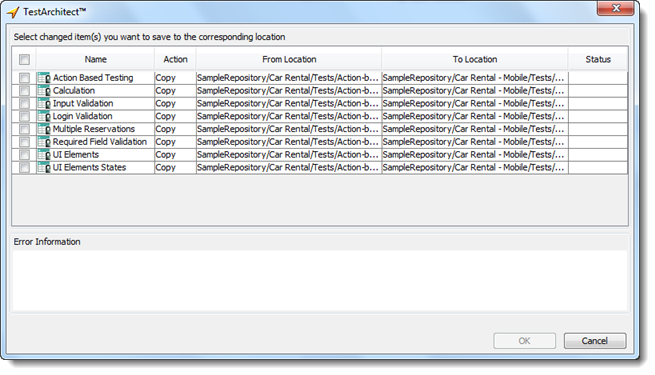 TestArchitect™
Select changed item(s) you want to save to the corresponding location
Name Action From Location To Location Status
Action Based Testing Copy SampleRepository/Car Rental/Tests/Action-b... SampleRepository/Car Rental - Mobile/Tests/...
Calculation Copy SampleRepository/Car Rental/Tests/Action-b... SampleRepository/Car Rental - Mobile/Tests/...
Input Validation Copy SampleRepository/Car Rental/Tests/Action-b... SampleRepository/Car Rental - Mobile/Tests/...
Login Validation Copy SampleRepository/Car Rental/Tests/Action-b... SampleRepository/Car Rental - Mobile/Tests/...
Multiple Reservations Copy SampleRepository/Car Rental/Tests/Action-b... SampleRepository/Car Rental - Mobile/Tests/...
Required Field Validation Copy SampleRepository/Car Rental/Tests/Action-b... SampleRepository/Car Rental - Mobile/Tests/...
UI Elements Copy SampleRepository/Car Rental/Tests/Action-b... SampleRepository/Car Rental - Mobile/Tests/...
UI Elements States Copy SampleRepository/Car Rental/Tests/Action-b... SampleRepository/Car Rental - Mobile/Tests/...
Error Information
OK Cancel